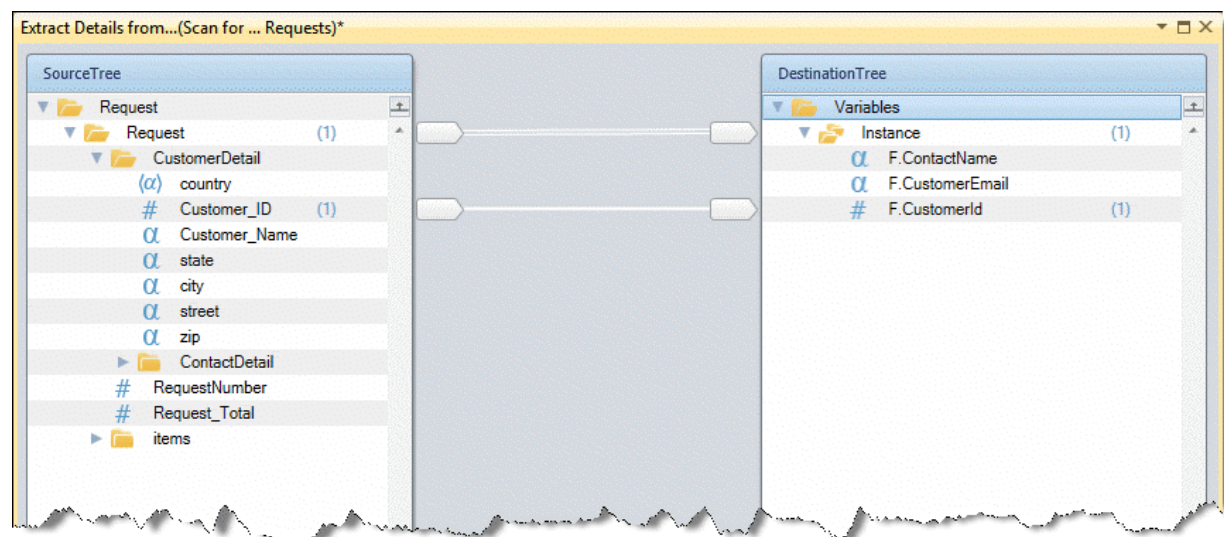 Extract Details from...(Scan for ... Requests)*
SourceTree
Request
Request (1)
CustomerDetail
⟨α⟩ country
# Customer_ID (1)
α Customer_Name
α state
α city
α street
α zip
ContactDetail
# RequestNumber
# Request_Total
items
DestinationTree
Variables
Instance (1)
α F.ContactName
α F.CustomerEmail
# F.CustomerId (1)